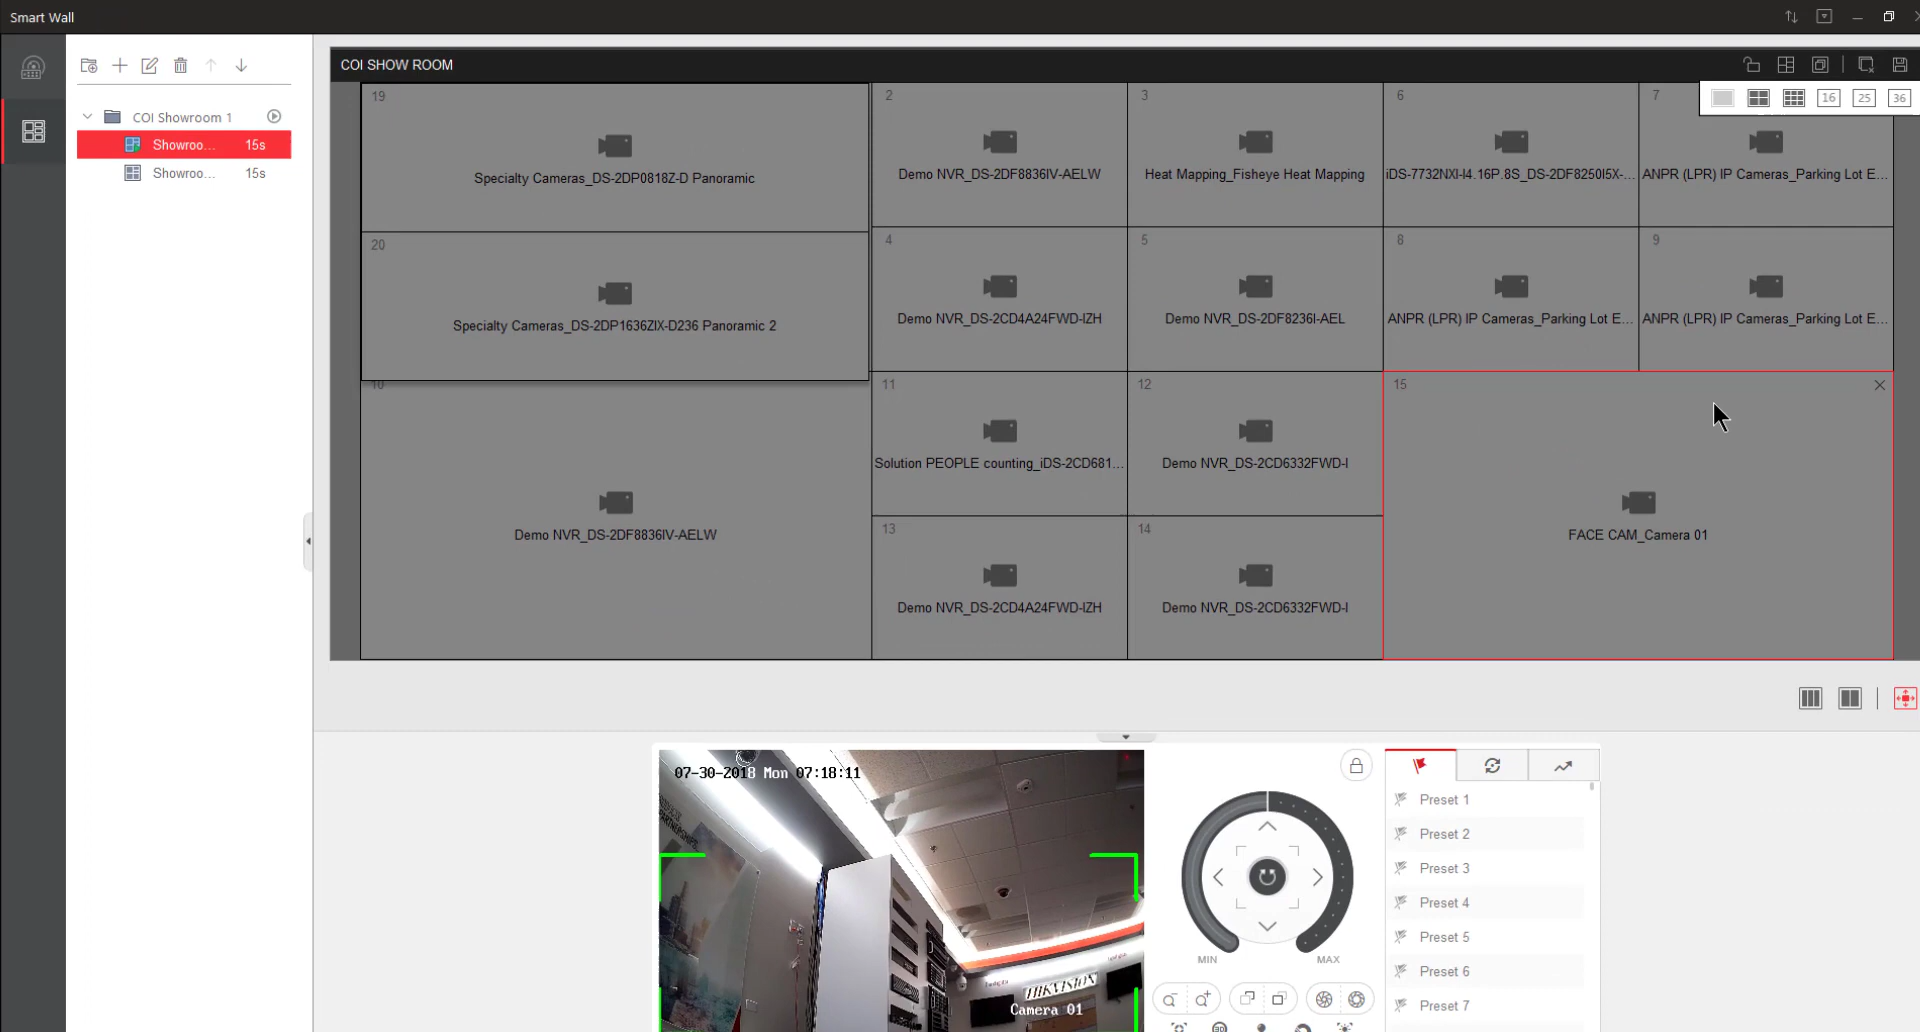 Smart Wall
COI SHOW ROOM
COI Showroom 1
Showroo... 15s
Showroo... 15s
16 25 36
19
Specialty Cameras_DS-2DP0818Z-D Panoramic
2
Demo NVR_DS-2DF8836IV-AELW
3
Heat Mapping_Fisheye Heat Mapping
6
iDS-7732NXI-I4.16P.8S_DS-2DF8250I5X-...
7
ANPR (LPR) IP Cameras_Parking Lot E...
20
Specialty Cameras_DS-2DP1636ZIX-D236 Panoramic 2
4
Demo NVR_DS-2CD4A24FWD-IZH
5
Demo NVR_DS-2DF8236I-AEL
8
ANPR (LPR) IP Cameras_Parking Lot E...
9
ANPR (LPR) IP Cameras_Parking Lot E...
10
Demo NVR_DS-2DF8836IV-AELW
11
Solution PEOPLE counting_iDS-2CD681...
12
Demo NVR_DS-2CD6332FWD-I
15
FACE CAM_Camera 01
13
Demo NVR_DS-2CD4A24FWD-IZH
14
Demo NVR_DS-2CD6332FWD-I
07-30-2018 Mon 07:18:11
HIKVISION
Camera 01
MIN MAX
Preset 1
Preset 2
Preset 3
Preset 4
Preset 5
Preset 6
Preset 7